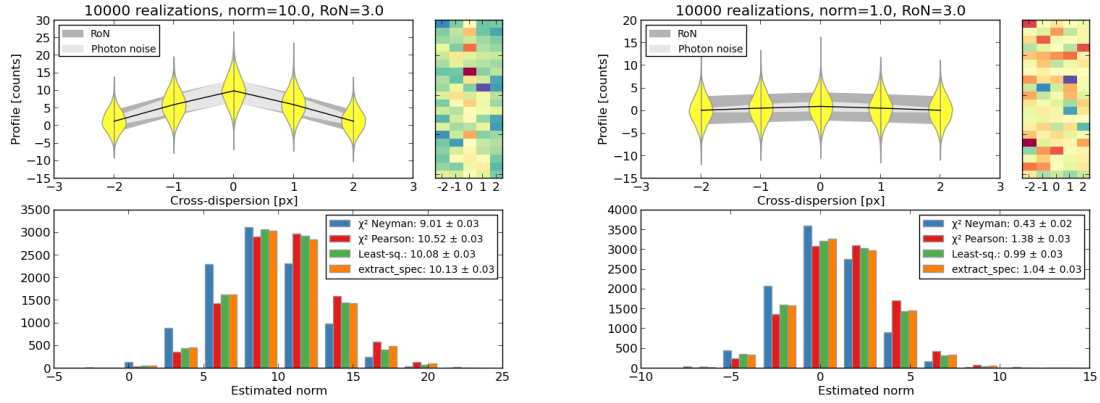 10000 realizations, norm=10.0, RoN=3.0
30
25
20
15
10
5
0
−5
−10
−15
Profile [counts]
RoN
Photon noise
−3 −2 −1 0 1 2 3
Cross-dispersion [px]
-2 -1 0 1 2
3500
3000
2500
2000
1500
1000
500
0
χ² Neyman: 9.01 ± 0.03
χ² Pearson: 10.52 ± 0.03
Least-sq.: 10.08 ± 0.03
extract_spec: 10.13 ± 0.03
−5 0 5 10 15 20 25
Estimated norm
10000 realizations, norm=1.0, RoN=3.0
20
15
10
5
0
−5
−10
−15
Profile [counts]
RoN
Photon noise
−3 −2 −1 0 1 2 3
Cross-dispersion [px]
-2 -1 0 1 2
4000
3500
3000
2500
2000
1500
1000
500
0
χ² Neyman: 0.43 ± 0.02
χ² Pearson: 1.38 ± 0.03
Least-sq.: 0.99 ± 0.03
extract_spec: 1.04 ± 0.03
−10 −5 0 5 10 15
Estimated norm